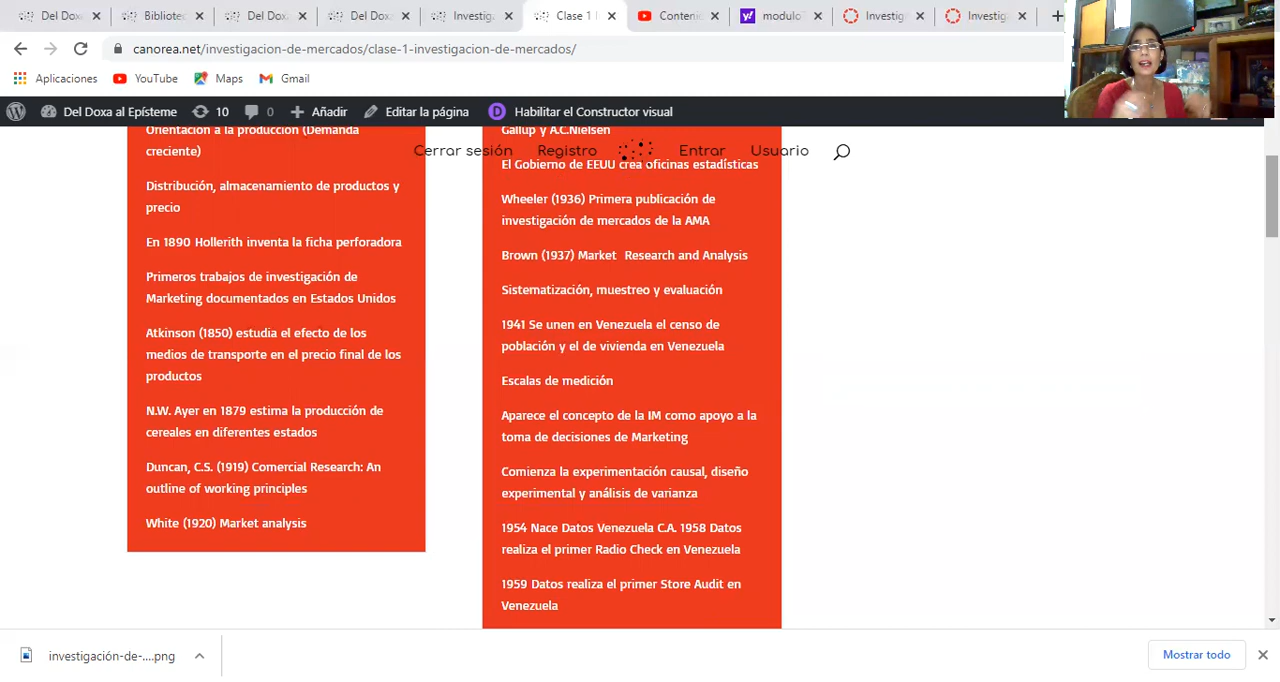 Del Doxa
Bibliotec
Del Doxa
Del Doxa
Investiga
Clase 1
Conteni
modulo
Investig
Investig
canorea.net/investigacion-de-mercados/clase-1-investigacion-de-mercados/
Aplicaciones YouTube Maps Gmail
Del Doxa al Epísteme 10 0 Añadir Editar la página D Habilitar el Constructor visual
Cerrar sesión Registro Entrar Usuario
Orientación a la producción (Demanda
creciente)
Distribución, almacenamiento de productos y
precio
En 1890 Hollerith inventa la ficha perforadora
Primeros trabajos de investigación de
Marketing documentados en Estados Unidos
Atkinson (1850) estudia el efecto de los
medios de transporte en el precio final de los
productos
N.W. Ayer en 1879 estima la producción de
cereales en diferentes estados
Duncan, C.S. (1919) Comercial Research: An
outline of working principles
White (1920) Market analysis
Gallup y A.C.Nielsen
El Gobierno de EEUU crea oficinas estadísticas
Wheeler (1936) Primera publicación de
investigación de mercados de la AMA
Brown (1937) Market Research and Analysis
Sistematización, muestreo y evaluación
1941 Se unen en Venezuela el censo de
población y el de vivienda en Venezuela
Escalas de medición
Aparece el concepto de la IM como apoyo a la
toma de decisiones de Marketing
Comienza la experimentación causal, diseño
experimental y análisis de varianza
1954 Nace Datos Venezuela C.A. 1958 Datos
realiza el primer Radio Check en Venezuela
1959 Datos realiza el primer Store Audit en
Venezuela
investigación-de-....png
Mostrar todo